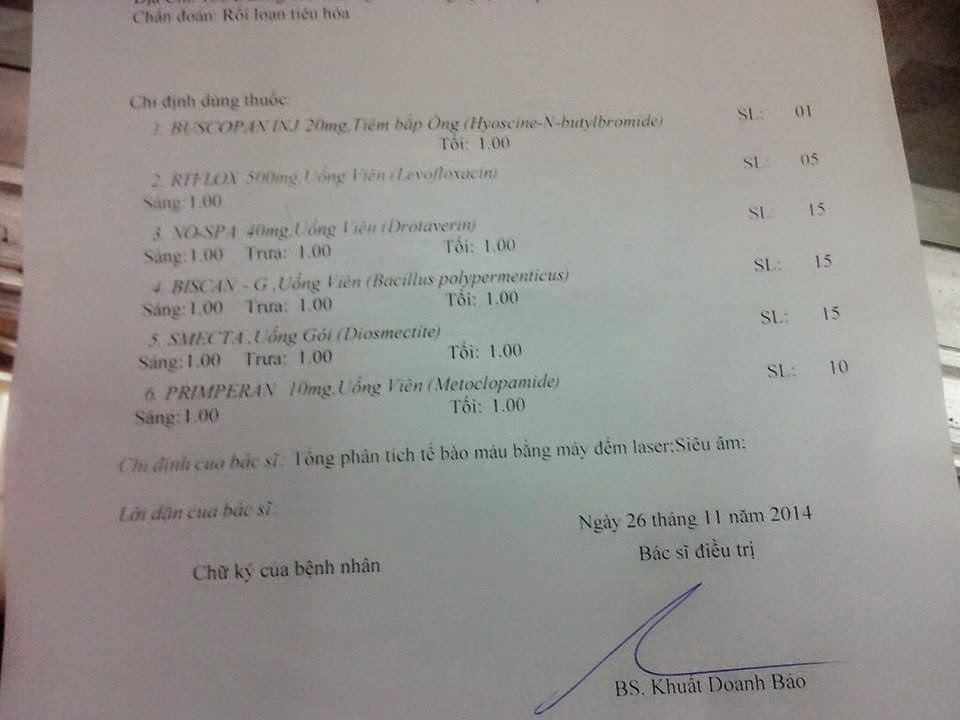 Chẩn đoán: Rối loạn tiêu hóa
Chỉ định dùng thuốc:
1. BUSCOPAN INJ 20mg,Tiêm bắp Ống (Hyoscine-N-butylbromide) SL: 01
Tối: 1.00
2. RTFLOX 500mg,Uống Viên (Levofloxacin) SL: 05
Sáng:1.00
3. NO-SPA 40mg,Uống Viên (Drotaverin) SL: 15
Sáng:1.00 Trưa: 1.00 Tối: 1.00
4. BISCAN - G ,Uống Viên (Bacillus polypermenticus) SL: 15
Sáng:1.00 Trưa: 1.00 Tối: 1.00
5. SMECTA ,Uống Gói (Diosmectite) SL: 15
Sáng:1.00 Trưa: 1.00 Tối: 1.00
6. PRIMPERAN 10mg,Uống Viên (Metoclopamide) SL: 10
Sáng:1.00 Tối: 1.00
Chỉ định của bác sĩ: Tổng phân tích tế bào máu bằng máy đếm laser;Siêu âm;
Lời dặn của bác sĩ:
Ngày 26 tháng 11 năm 2014
Chữ ký của bệnh nhân Bác sĩ điều trị
BS. Khuất Doanh Báo